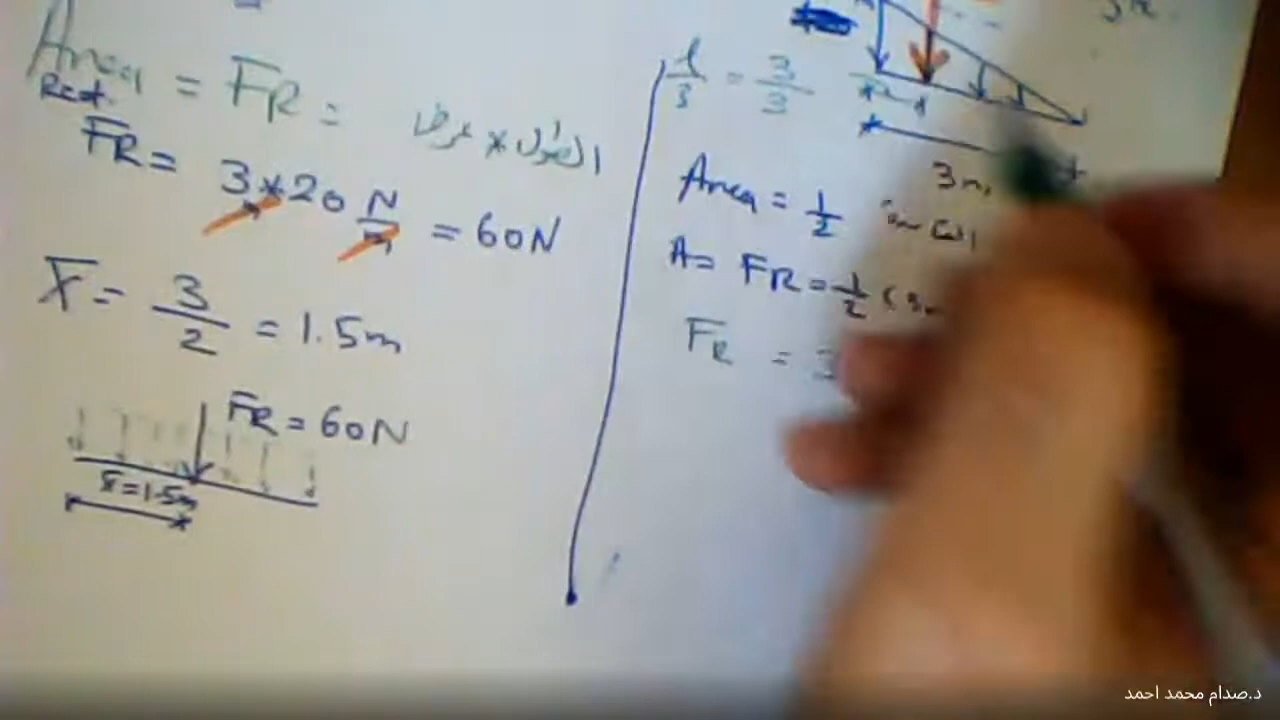 Area = FR = الطول * عرض
Rect.
FR = 3 * 20 N/m = 60N
x̄ = 3/2 = 1.5m
FR = 60N
x̄ = 1.5m
1/3 = 3/3
3m
Area = 1/2
A = FR = 1/2 (3m
FR =
د.صدام محمد احمد